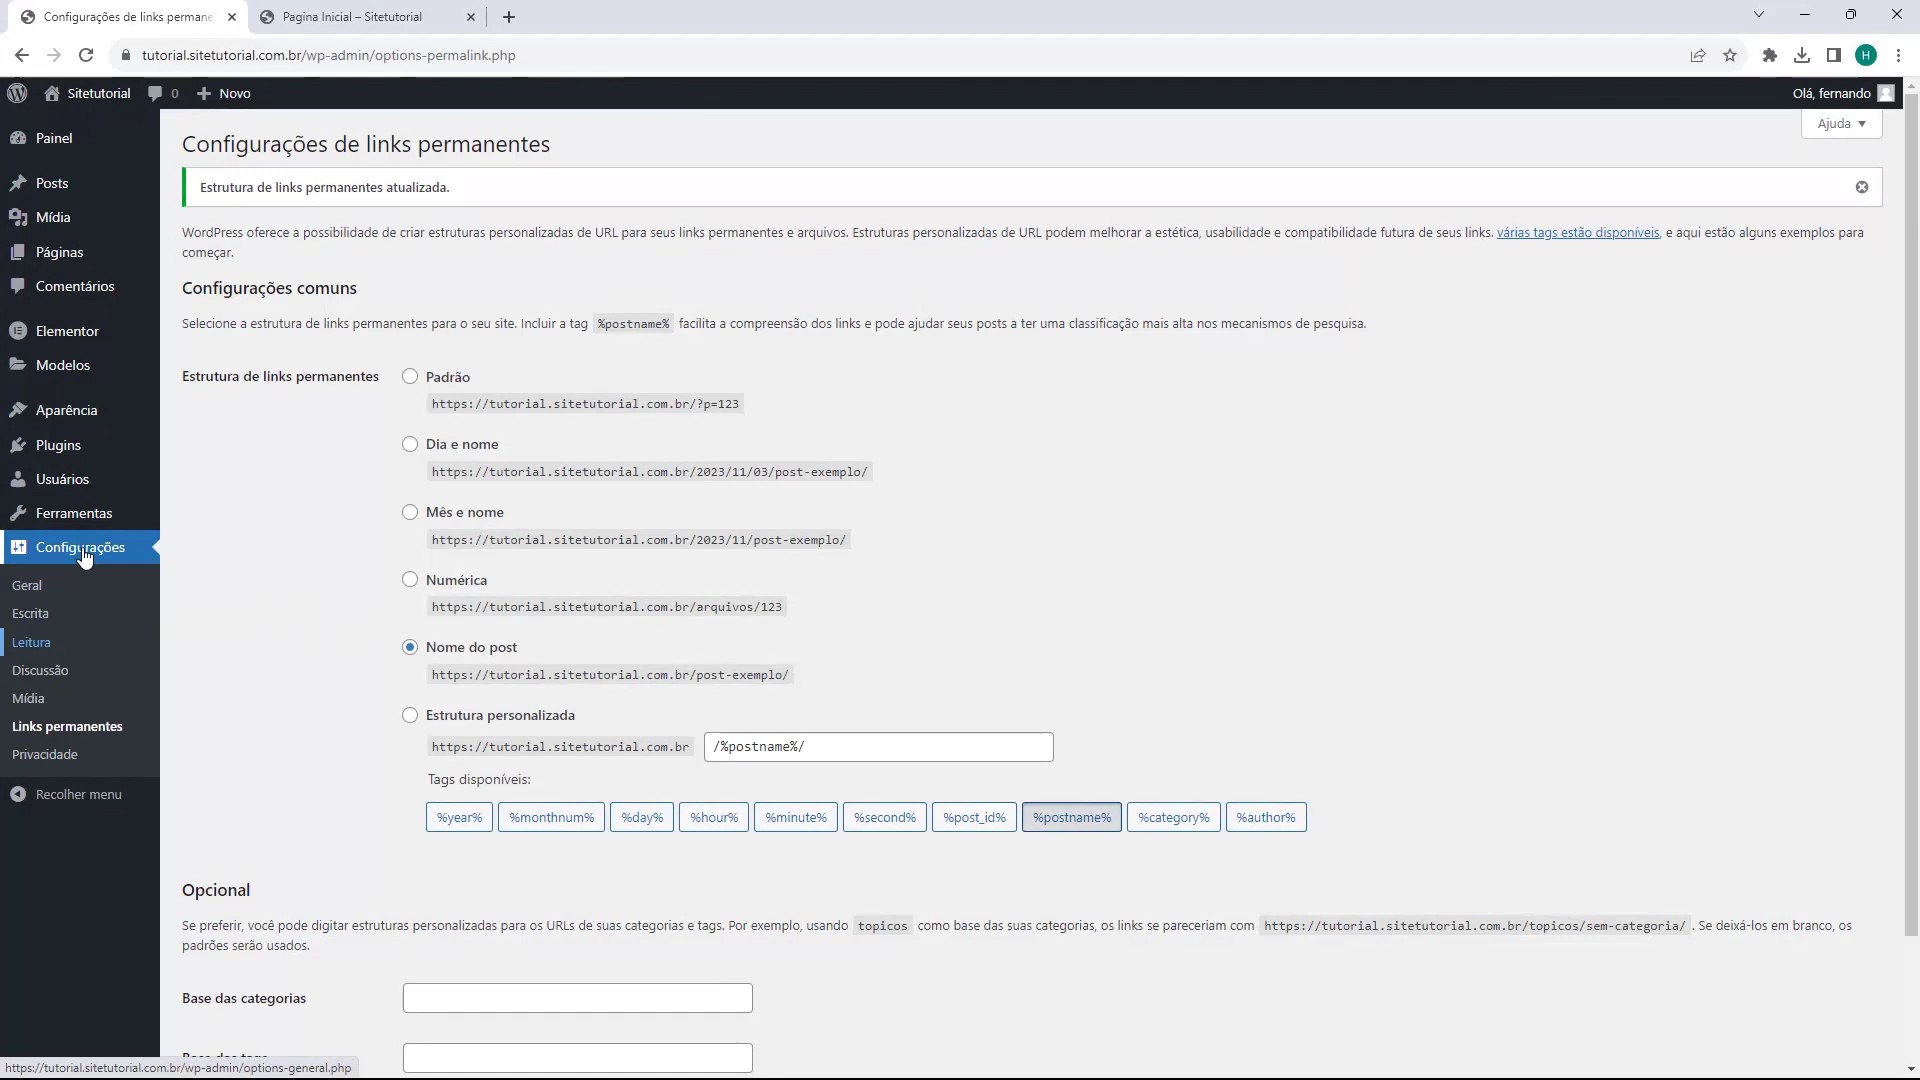 Configurações de links permane
Pagina Inicial – Sitetutorial
tutorial.sitetutorial.com.br/wp-admin/options-permalink.php
H
Sitetutorial
0
Novo
Olá, fernando
Painel
Posts
Mídia
Páginas
Comentários
Elementor
Modelos
Aparência
Plugins
Usuários
Ferramentas
Configurações
Geral
Escrita
Leitura
Discussão
Mídia
Links permanentes
Privacidade
Recolher menu
Ajuda
Configurações de links permanentes
Estrutura de links permanentes atualizada.
WordPress oferece a possibilidade de criar estruturas personalizadas de URL para seus links permanentes e arquivos. Estruturas personalizadas de URL podem melhorar a estética, usabilidade e compatibilidade futura de seus links. várias tags estão disponíveis, e aqui estão alguns exemplos para
começar.
Configurações comuns
Selecione a estrutura de links permanentes para o seu site. Incluir a tag %postname% facilita a compreensão dos links e pode ajudar seus posts a ter uma classificação mais alta nos mecanismos de pesquisa.
Estrutura de links permanentes
Padrão
https://tutorial.sitetutorial.com.br/?p=123
Dia e nome
https://tutorial.sitetutorial.com.br/2023/11/03/post-exemplo/
Mês e nome
https://tutorial.sitetutorial.com.br/2023/11/post-exemplo/
Numérica
https://tutorial.sitetutorial.com.br/arquivos/123
Nome do post
https://tutorial.sitetutorial.com.br/post-exemplo/
Estrutura personalizada
https://tutorial.sitetutorial.com.br /%postname%/
Tags disponíveis:
%year% %monthnum% %day% %hour% %minute% %second% %post_id% %postname% %category% %author%
Opcional
Se preferir, você pode digitar estruturas personalizadas para os URLs de suas categorias e tags. Por exemplo, usando topicos como base das suas categorias, os links se pareceriam com https://tutorial.sitetutorial.com.br/topicos/sem-categoria/ . Se deixá-los em branco, os
padrões serão usados.
Base das categorias
Base das tags
https://tutorial.sitetutorial.com.br/wp-admin/options-general.php